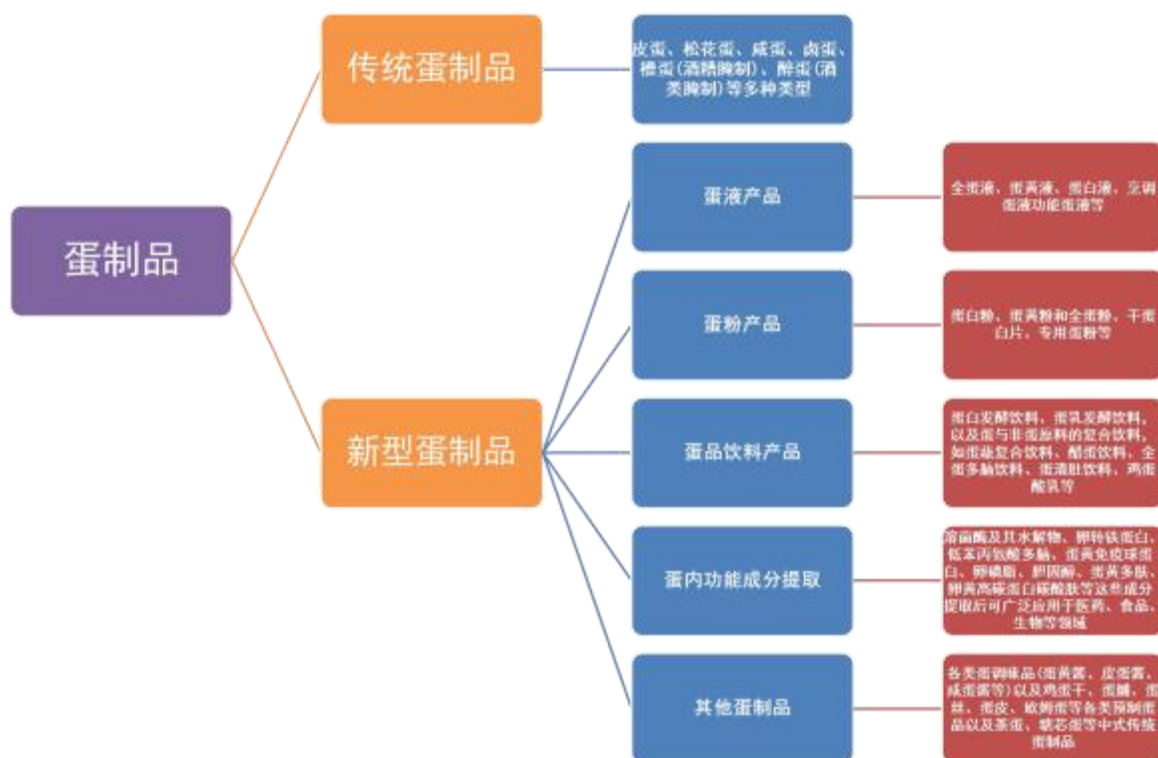 蛋制品
传统蛋制品
皮蛋、松花蛋、咸蛋、卤蛋、
糟蛋(酒糟腌制)、醉蛋(酒
类腌制)等多种类型
新型蛋制品
蛋液产品
全蛋液、蛋黄液、蛋白液、烹调
蛋液功能蛋液等
蛋粉产品
蛋白粉、蛋黄粉和全蛋粉、干蛋
白片、专用蛋粉等
蛋品饮料产品
蛋白发酵饮料、蛋乳发酵饮料,
以及蛋与非蛋原料的复合饮料,
如蛋蔬复合饮料、醋蛋饮料、全
蛋多肽饮料、蛋清肽饮料、鸡蛋
酸乳等
蛋内功能成分提取
溶菌酶及其水解物、卵转铁蛋白、
低苯丙氨酸多肽、蛋黄免疫球蛋
白、卵磷脂、胆固醇、蛋黄多肽、
卵黄高磷蛋白磷酸肽等这些成分
提取后可广泛应用于医药、食品、
生物等领域
其他蛋制品
各类蛋调味品(蛋黄酱、皮蛋酱、
咸蛋酱等)以及鸡蛋干、蛋脯、蛋
丝、蛋皮、欧姆蛋等各类预制蛋
品以及茶蛋、糖芯蛋等中式传统
蛋制品